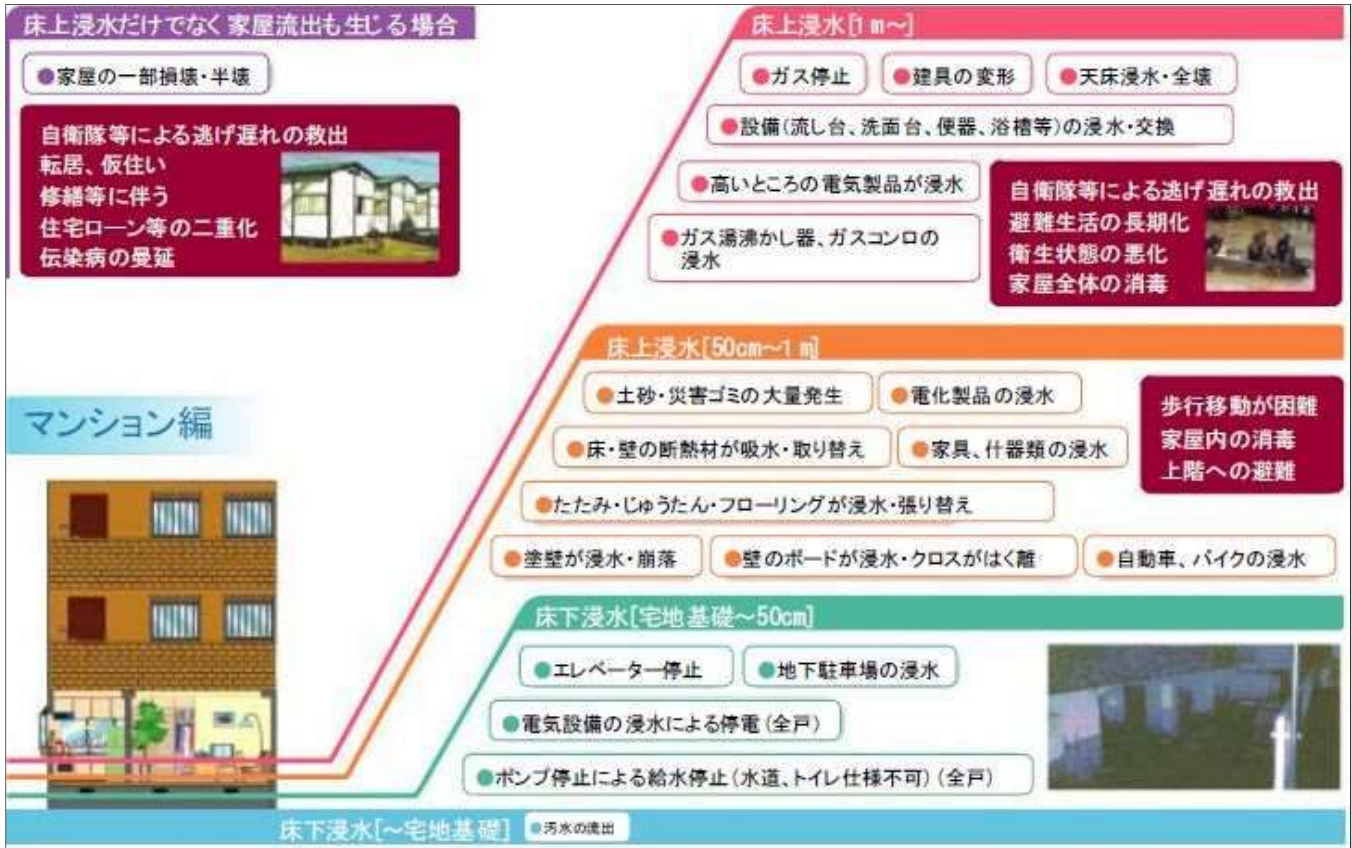 床上浸水だけでなく家屋流出も生じる場合
●家屋の一部損壊・半壊
自衛隊等による逃げ遅れの救出
転居、仮住い
修繕等に伴う
住宅ローン等の二重化
伝染病の蔓延
床上浸水[1m~]
●ガス停止
●建具の変形
●天床浸水・全壊
●設備(流し台、洗面台、便器、浴槽等)の浸水・交換
●高いところの電気製品が浸水
●ガス湯沸かし器、ガスコンロの
浸水
自衛隊等による逃げ遅れの救出
避難生活の長期化
衛生状態の悪化
家屋全体の消毒
床上浸水[50cm~1m]
●土砂・災害ゴミの大量発生
●電化製品の浸水
●床・壁の断熱材が吸水・取り替え
●家具、什器類の浸水
●たたみ・じゅうたん・フローリングが浸水・張り替え
●塗壁が浸水・崩落
●壁のボードが浸水・クロスがはく離
●自動車、バイクの浸水
歩行移動が困難
家屋内の消毒
上階への避難
マンション編
床下浸水[宅地基礎~50cm]
●エレベーター停止
●地下駐車場の浸水
●電気設備の浸水による停電(全戸)
●ポンプ停止による給水停止(水道、トイレ仕様不可)(全戸)
床下浸水[~宅地基礎]
●汚水の流出